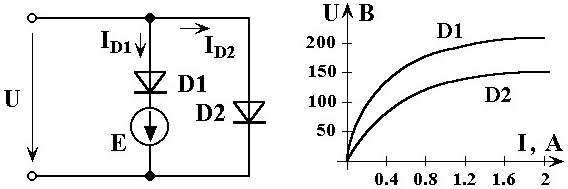 I_D1 I_D2
D1
U
D2
E
U В
200
150
100
50
D1
D2
I, А
0.4 0.8 1.2 1.6 2